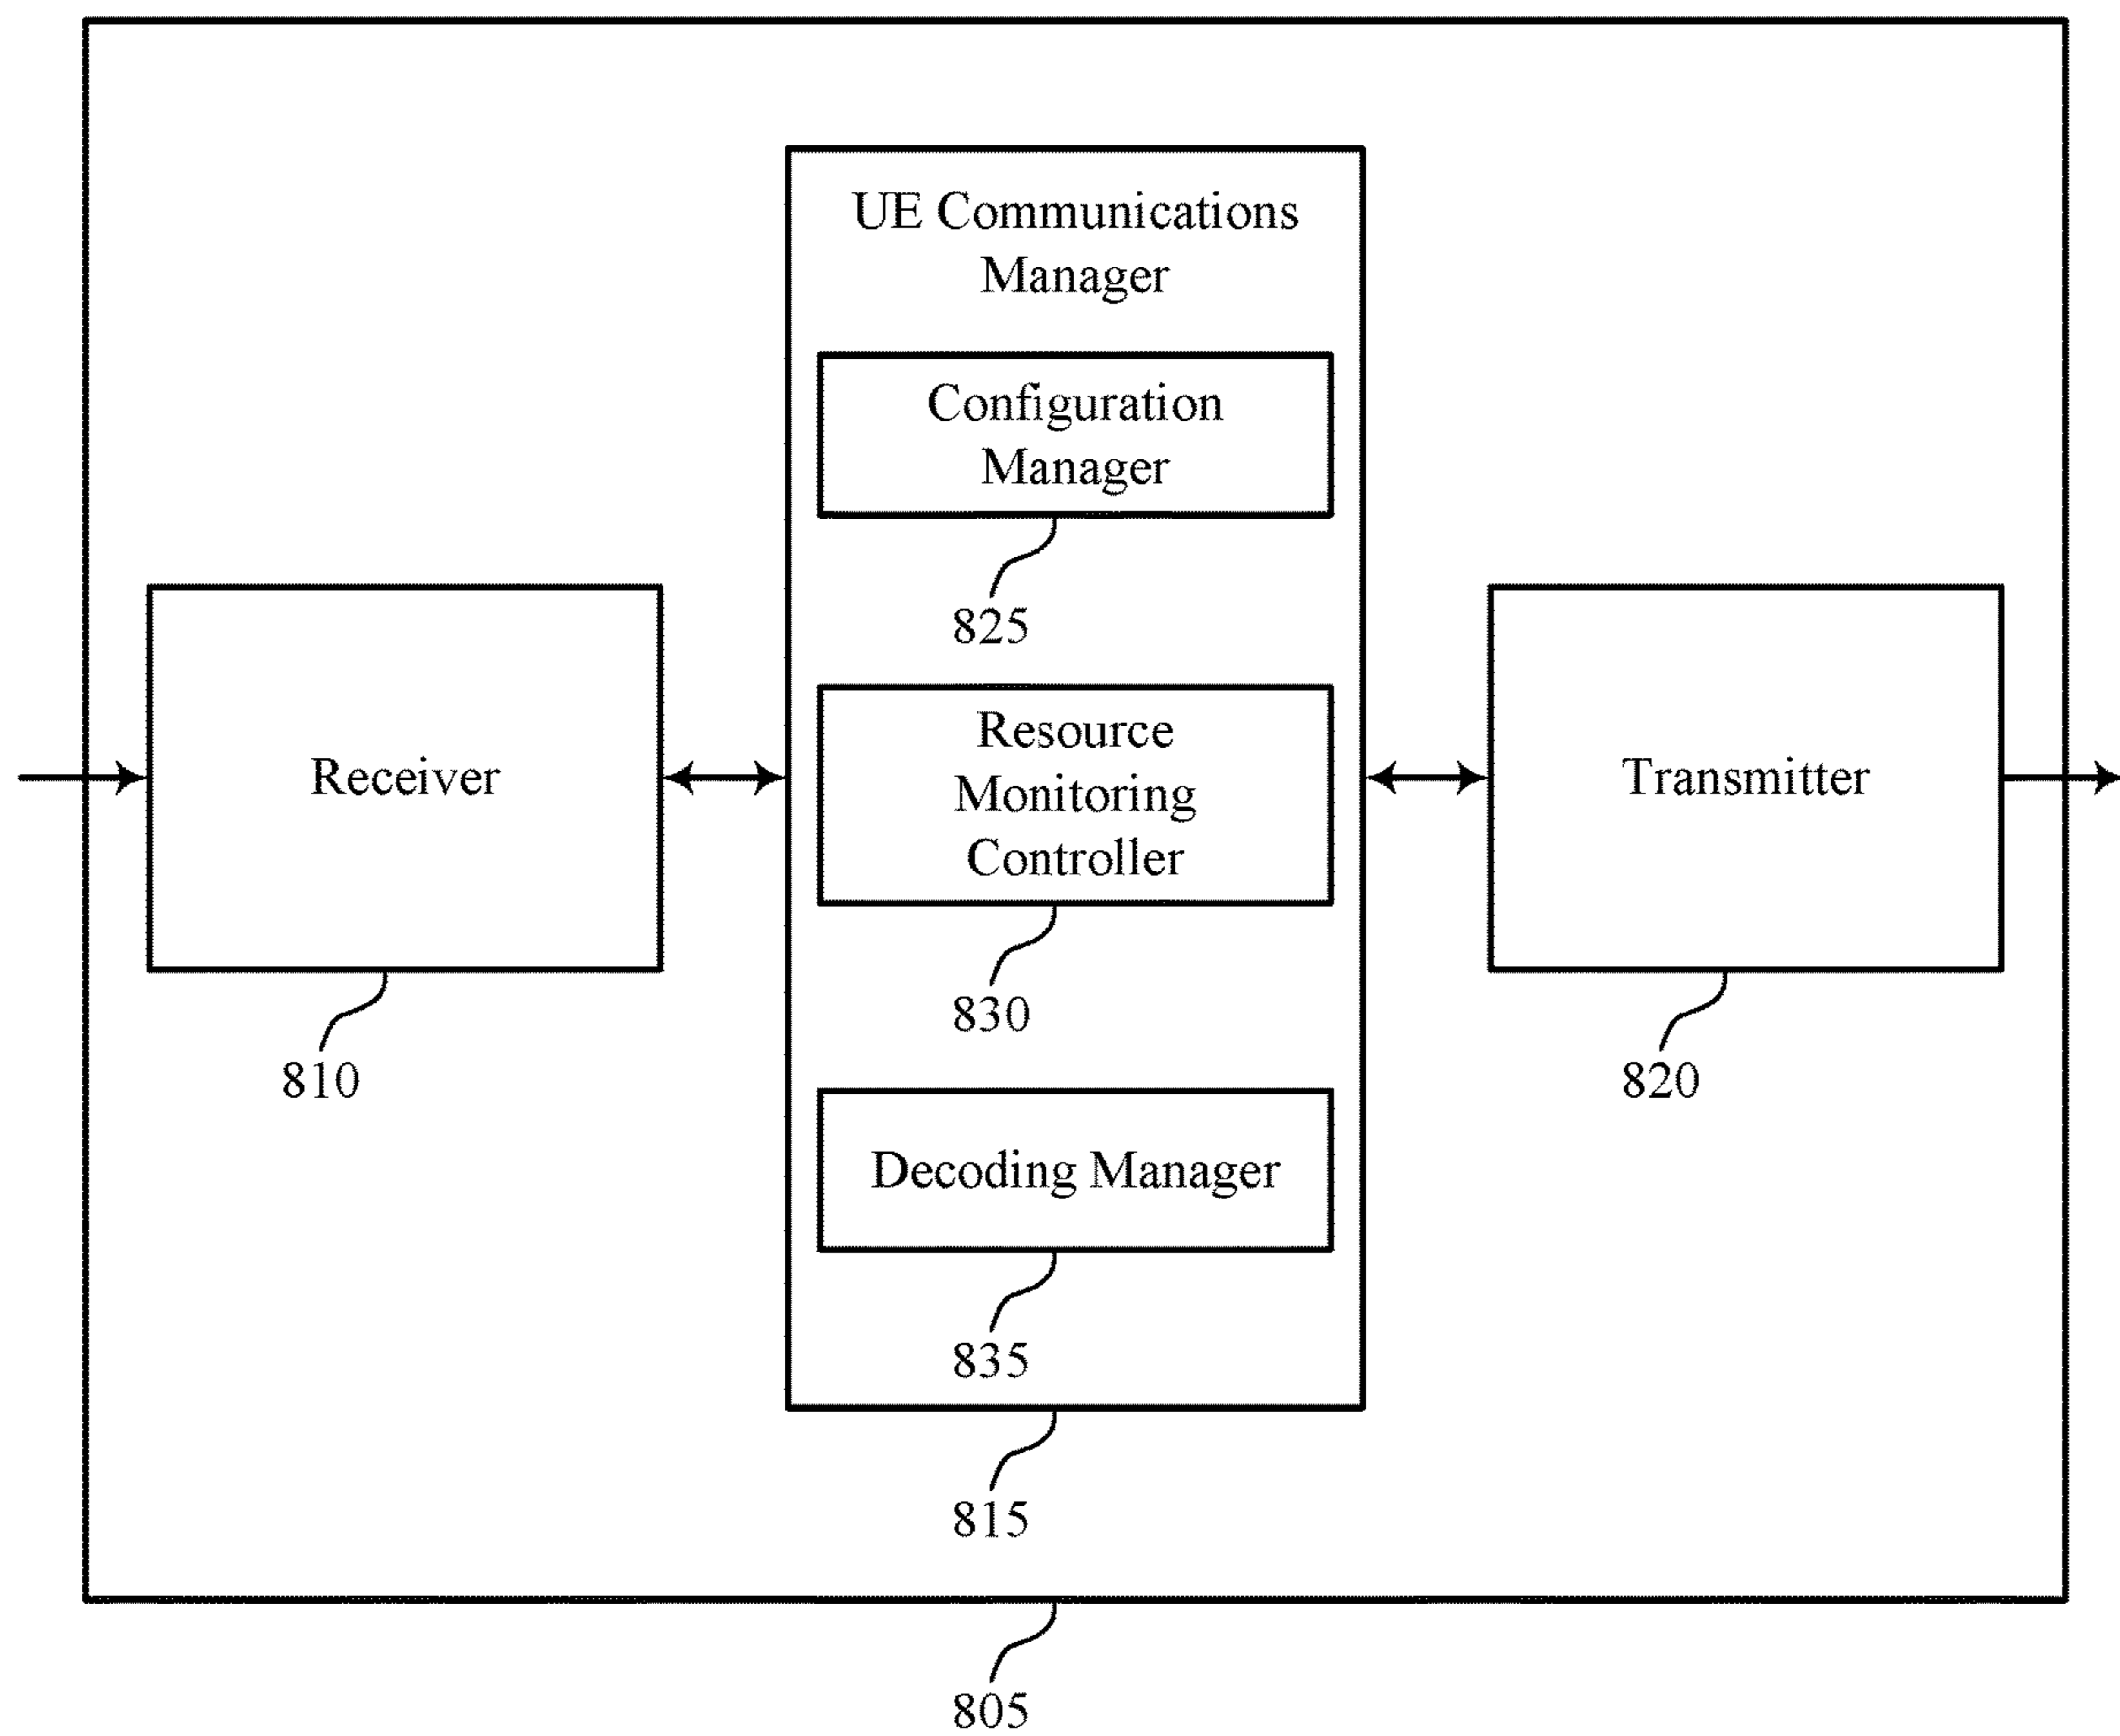 UE Communications
Manager
Configuration
Manager
825
Receiver
810
Resource
Monitoring
Controller
830
Transmitter
820
Decoding Manager
835
815
805